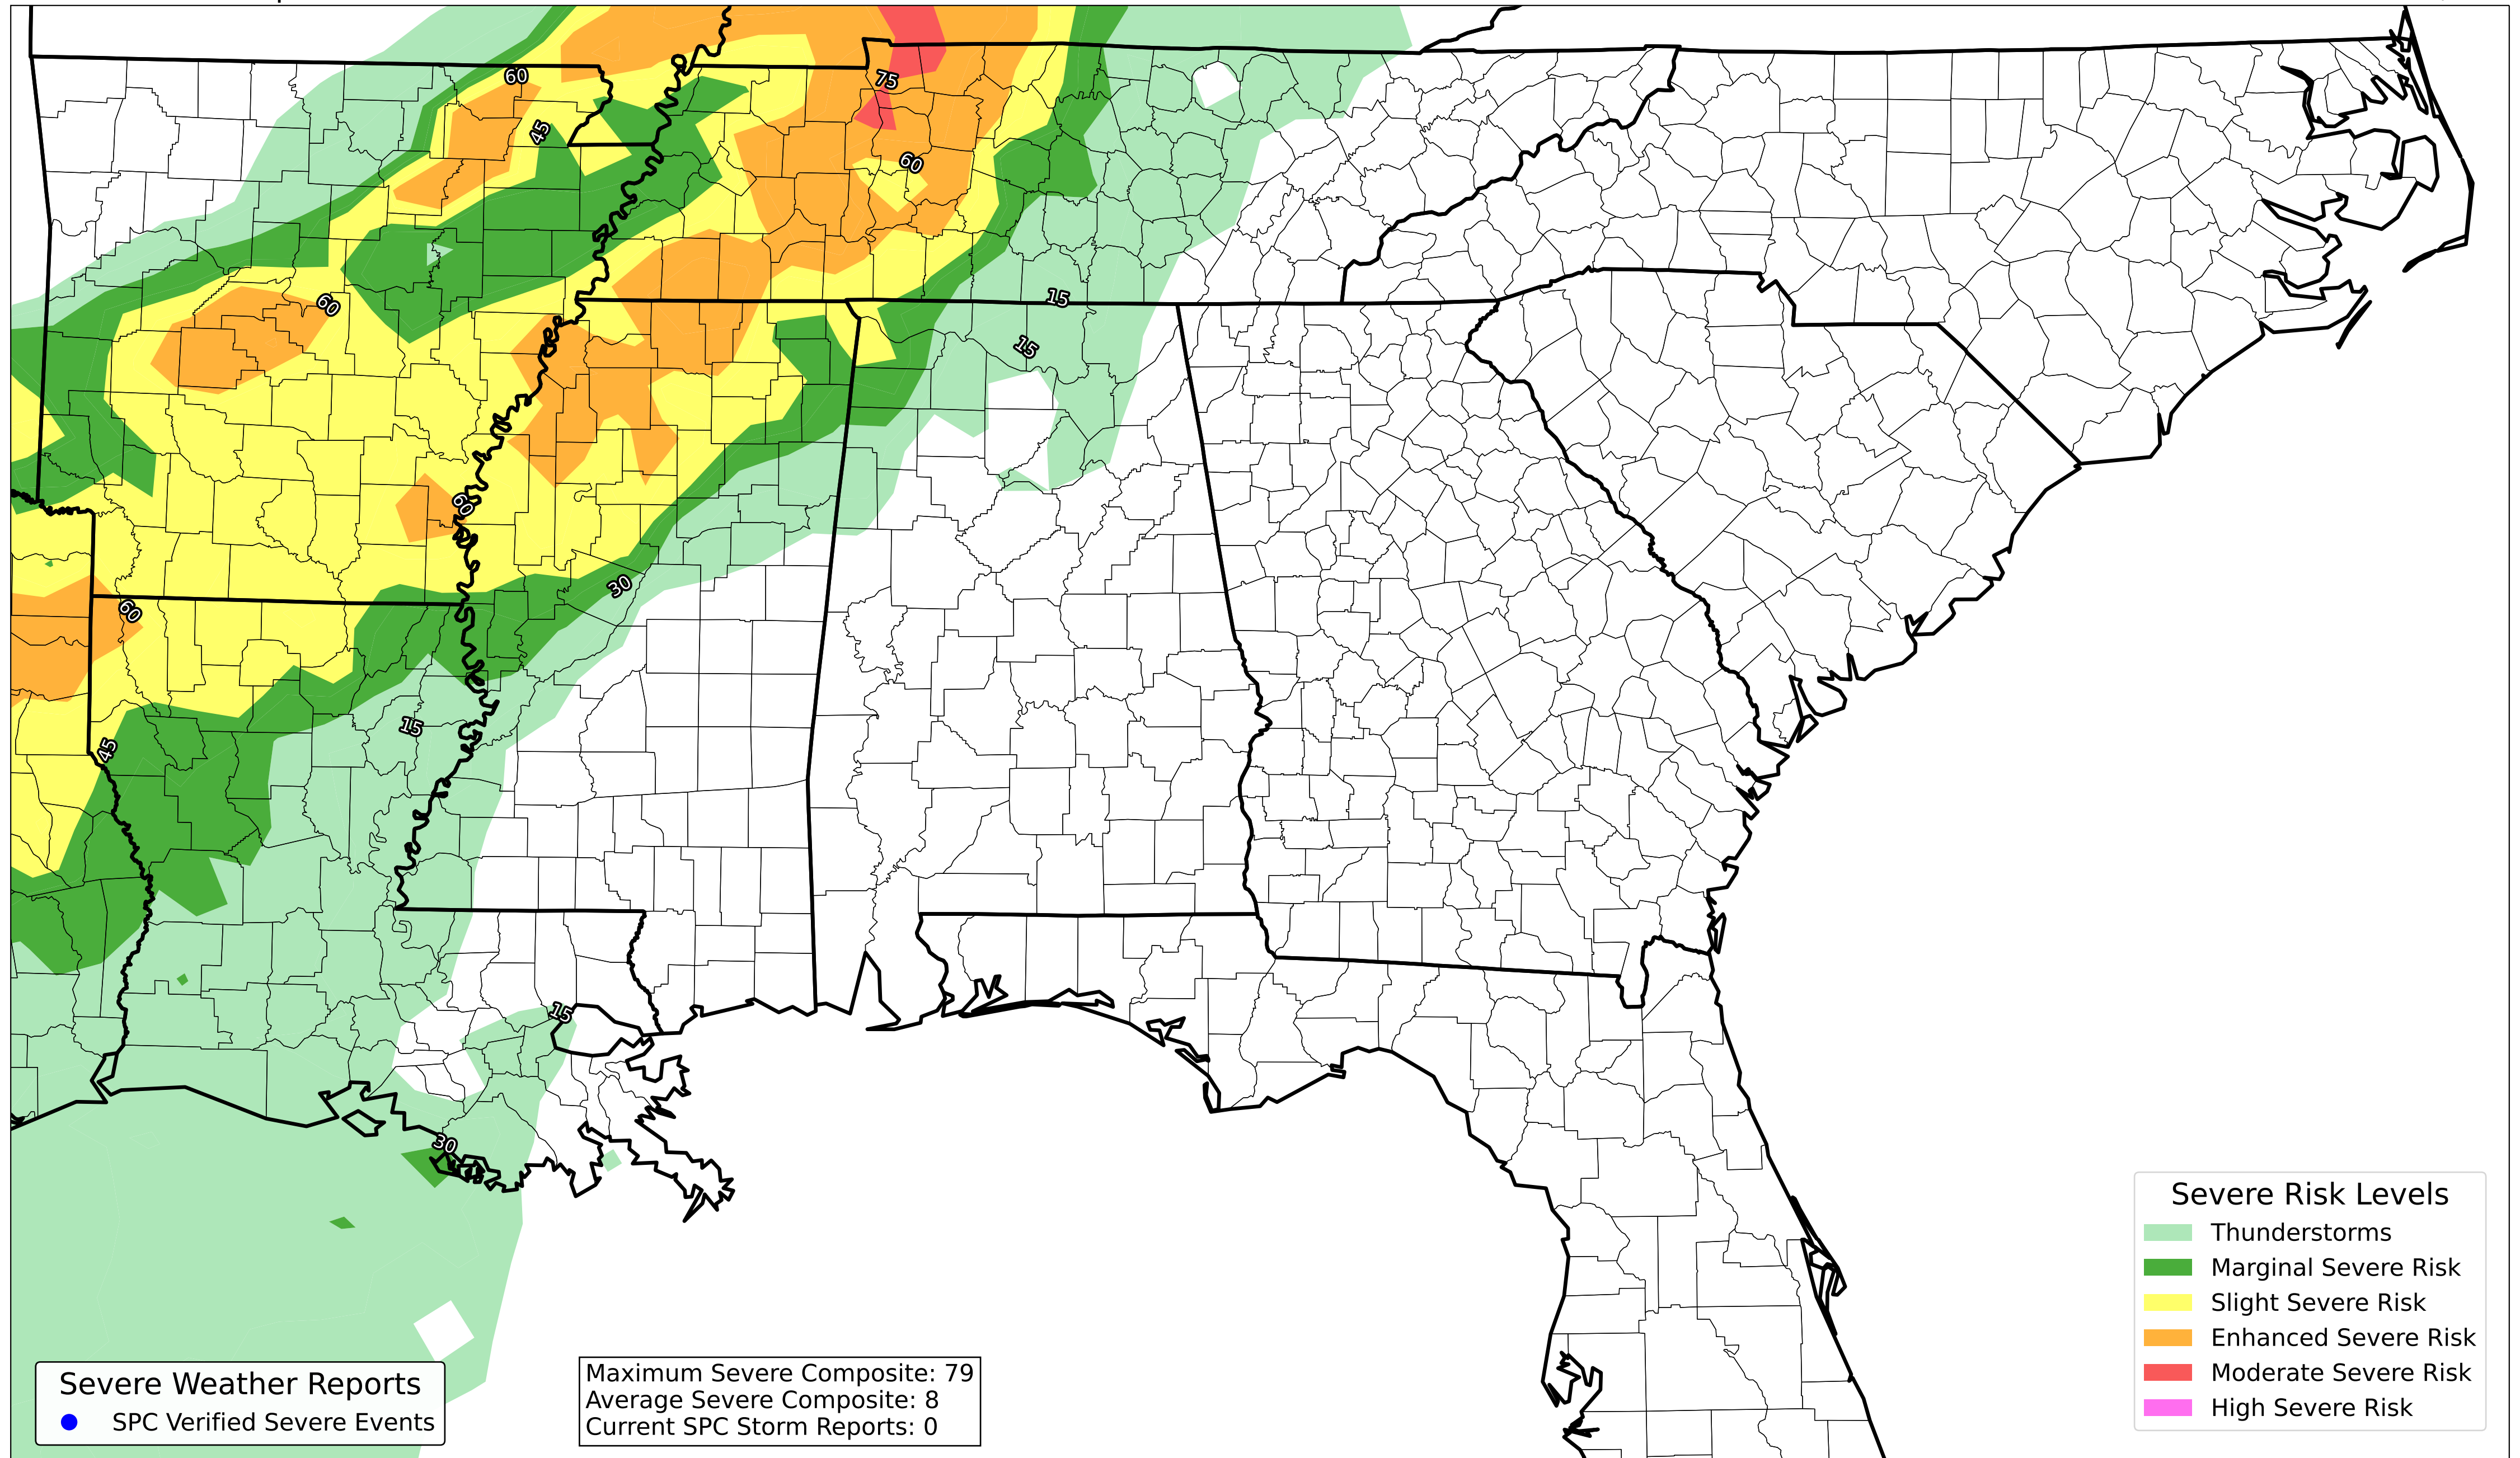 60
75
45
60
15
60
15
60
30
60
15
45
15
30
Severe Risk Levels
Thunderstorms
Marginal Severe Risk
Slight Severe Risk
Enhanced Severe Risk
Moderate Severe Risk
High Severe Risk
Severe Weather Reports
SPC Verified Severe Events
Maximum Severe Composite: 79
Average Severe Composite: 8
Current SPC Storm Reports: 0